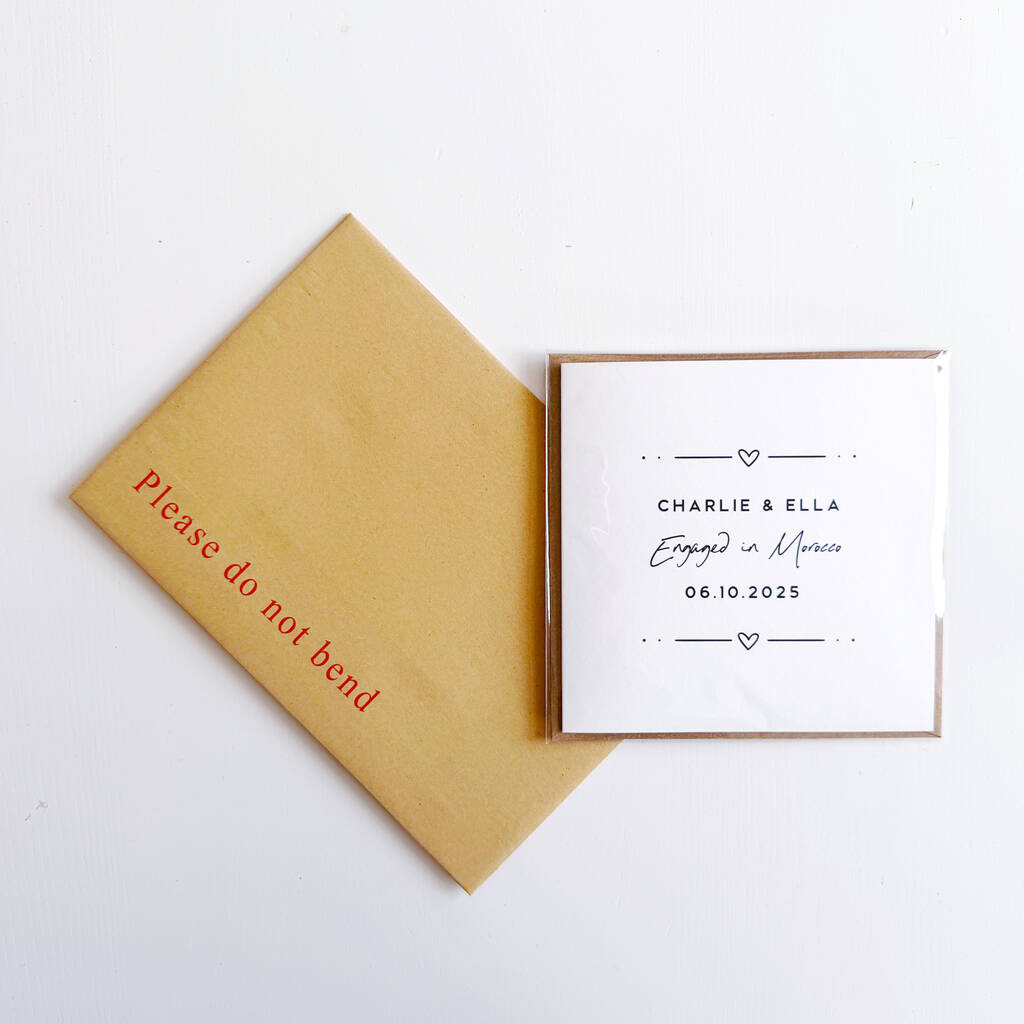 Please do not bend
CHARLIE & ELLA
Engaged in Morocco
06.10.2025